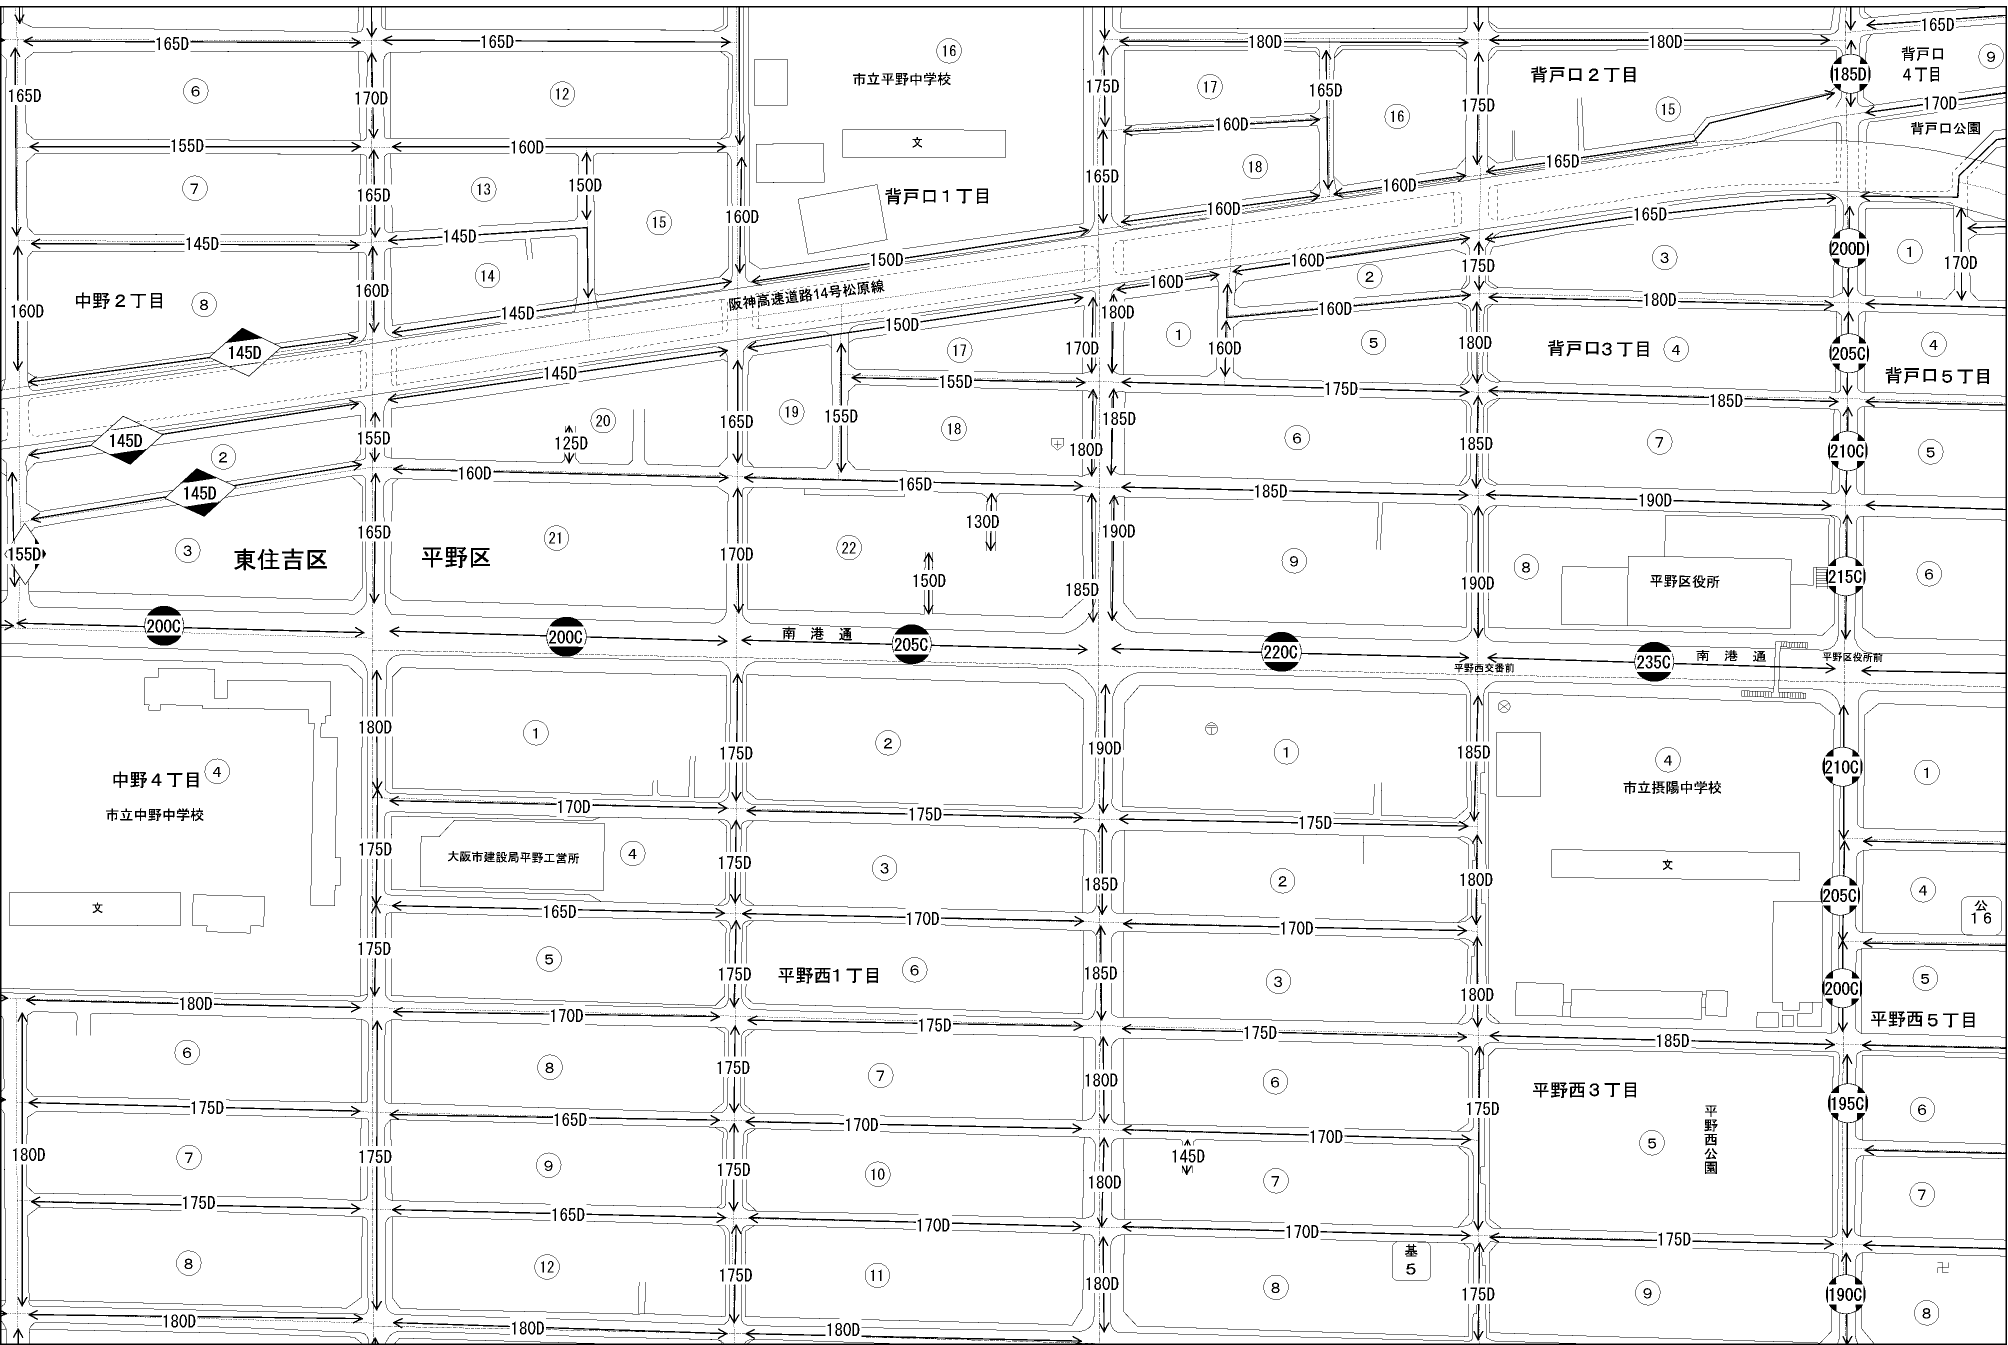 165D
165D
180D
180D
165D
165D
⑥
170D
⑫
⑯
市立平野中学校
175D
⑰
165D
⑯
175D
背戸口2丁目
185D
背戸口
4丁目
⑨
⑮
170D
155D
160D
文
160D
背戸口公園
⑦
165D
⑬
150D
⑮
160D
背戸口1丁目
165D
⑱
160D
160D
165D
165D
145D
145D
150D
160D
160D
175D
③
200D
①
170D
中野2丁目
⑧
160D
160D
⑭
145D
阪神高速道路14号松原線
150D
180D
②
160D
180D
145D
145D
⑰
155D
170D
①
160D
⑤
180D
背戸口3丁目
④
205C
④
背戸口5丁目
145D
②
155D
125D
⑳
165D
⑲
155D
⑱
180D
185D
175D
⑥
185D
185D
⑦
210C
⑤
145D
160D
165D
185D
190D
155D
③
東住吉区
165D
平野区
㉑
170D
㉒
130D
150D
190D
185D
⑨
190D
⑧
平野区役所
215C
⑥
200C
200C
南港通
205C
220C
平野西交番前
235C
南港通
平野区役所前
中野4丁目
④
市立中野中学校
180D
①
175D
②
190D
①
185D
④
市立摂陽中学校
210C
①
170D
175D
175D
175D
大阪市建設局平野工営所
④
175D
③
185D
②
180D
文
205C
④
公
16
文
165D
170D
170D
175D
⑤
175D
平野西1丁目
⑥
185D
③
180D
200C
⑤
平野西5丁目
180D
170D
175D
175D
185D
⑥
⑧
175D
⑦
180D
⑥
175D
平野西3丁目
195C
⑥
175D
165D
170D
170D
平野西公園
⑤
180D
⑦
175D
⑨
175D
⑩
180D
145D
⑦
⑦
175D
165D
170D
170D
175D
⑧
⑫
175D
⑪
180D
⑧
基
5
175D
⑨
190C
⑧
180D
180D
180D